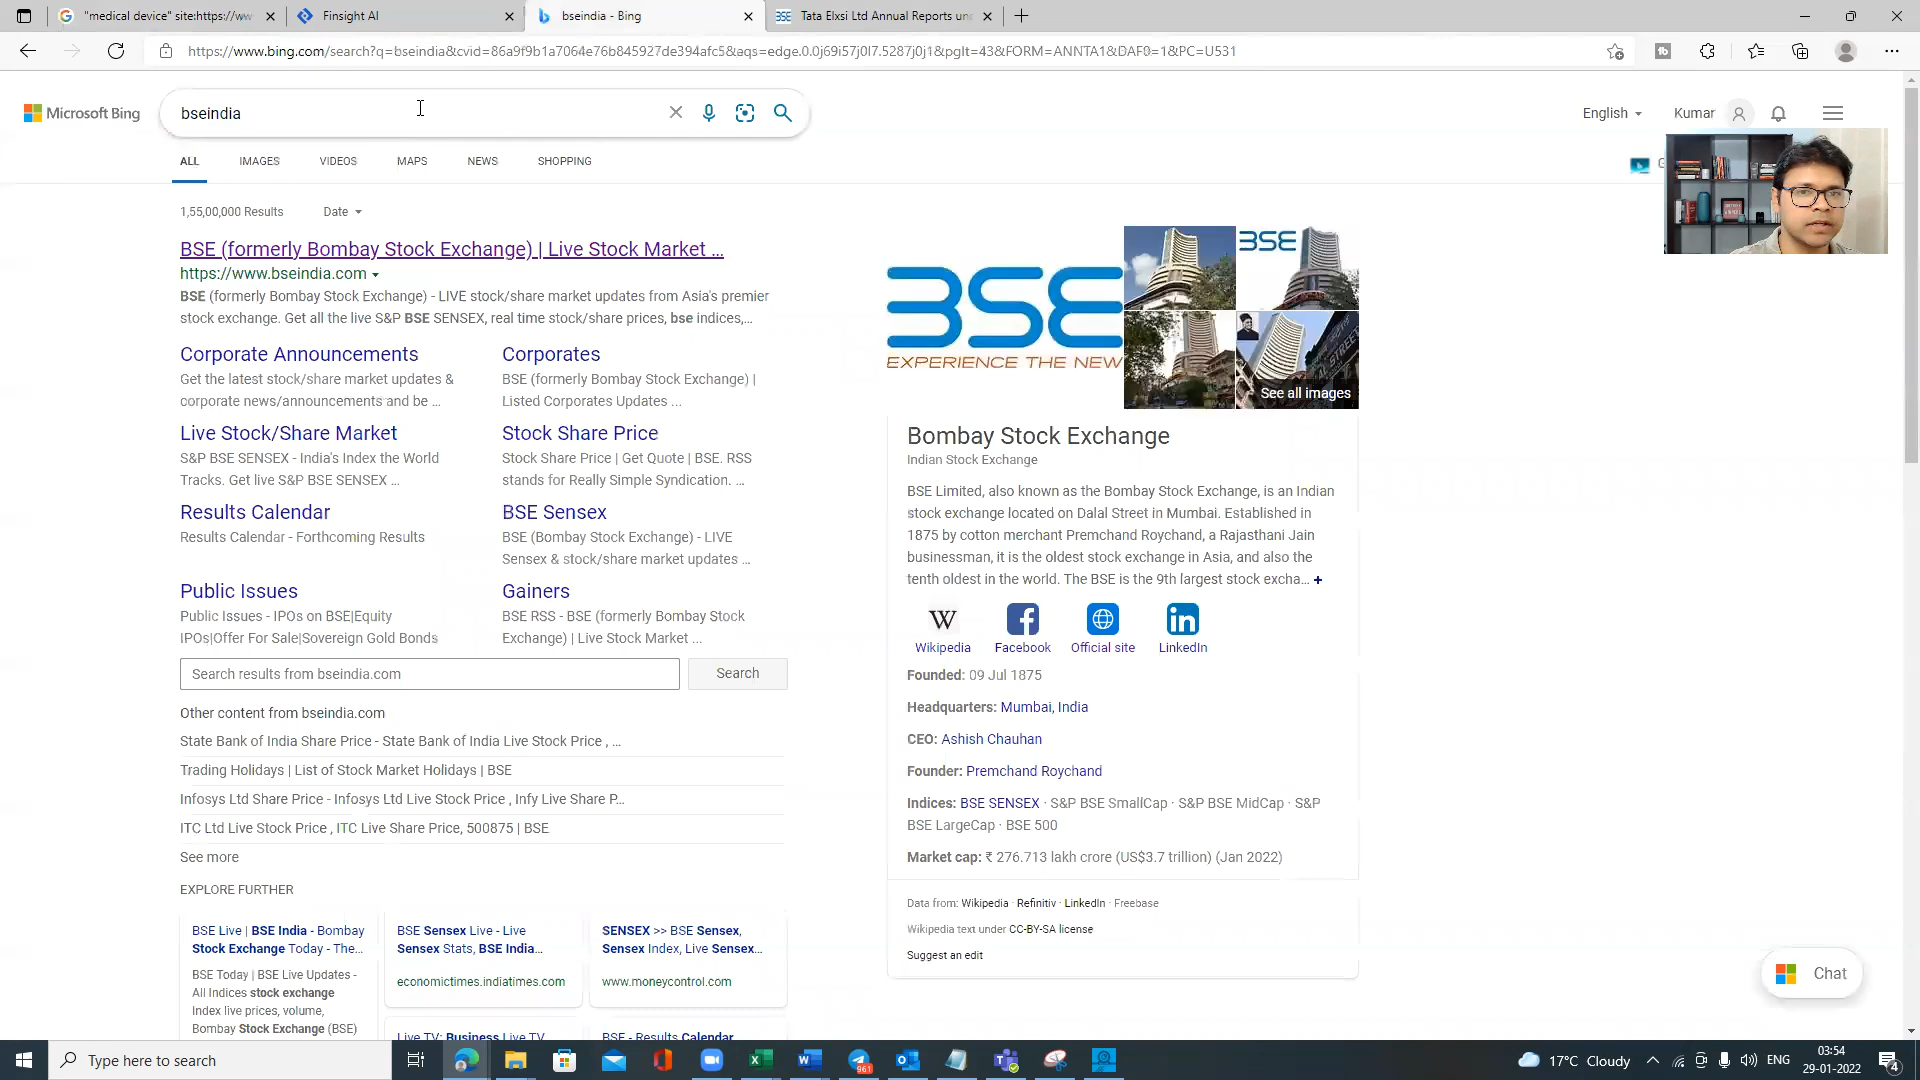 "medical device" site:https://ww
Finsight AI
bseindia - Bing
Tata Elxsi Ltd Annual Reports un
https://www.bing.com/search?q=bseindia&cvid=86a9f9b1a7064e76b845927de394afc5&aqs=edge.0.0j69i57j0l7.5287j0j1&pglt=43&FORM=ANNTA1&DAF0=1&PC=U531
Microsoft Bing
bseindia
English
Kumar
ALL IMAGES VIDEOS MAPS NEWS SHOPPING
1,55,00,000 Results Date
BSE (formerly Bombay Stock Exchange) | Live Stock Market ...
https://www.bseindia.com
BSE (formerly Bombay Stock Exchange) - LIVE stock/share market updates from Asia's premier
stock exchange. Get all the live S&P BSE SENSEX, real time stock/share prices, bse indices,...
Corporate Announcements
Get the latest stock/share market updates &
corporate news/announcements and be ...
Corporates
BSE (formerly Bombay Stock Exchange) |
Listed Corporates Updates ...
Live Stock/Share Market
S&P BSE SENSEX - India's Index the World
Tracks. Get live S&P BSE SENSEX ...
Stock Share Price
Stock Share Price | Get Quote | BSE. RSS
stands for Really Simple Syndication. ...
Results Calendar
Results Calendar - Forthcoming Results
BSE Sensex
BSE (Bombay Stock Exchange) - LIVE
Sensex & stock/share market updates ...
Public Issues
Public Issues - IPOs on BSE|Equity
IPOs|Offer For Sale|Sovereign Gold Bonds
Gainers
BSE RSS - BSE (formerly Bombay Stock
Exchange) | Live Stock Market ...
Search results from bseindia.com
Search
Other content from bseindia.com
State Bank of India Share Price - State Bank of India Live Stock Price , ...
Trading Holidays | List of Stock Market Holidays | BSE
Infosys Ltd Share Price - Infosys Ltd Live Stock Price , Infy Live Share P...
ITC Ltd Live Stock Price , ITC Live Share Price, 500875 | BSE
See more
EXPLORE FURTHER
BSE Live | BSE India - Bombay
Stock Exchange Today - The...
BSE Today | BSE Live Updates -
All Indices stock exchange
Index live prices, volume,
Bombay Stock Exchange (BSE)
BSE Sensex Live - Live
Sensex Stats, BSE India...
economictimes.indiatimes.com
Live TV: Business Live TV
SENSEX >> BSE Sensex,
Sensex Index, Live Sensex...
www.moneycontrol.com
BSE - Results Calendar
BSE
EXPERIENCE THE NEW
BSE
See all images
Bombay Stock Exchange
Indian Stock Exchange
BSE Limited, also known as the Bombay Stock Exchange, is an Indian
stock exchange located on Dalal Street in Mumbai. Established in
1875 by cotton merchant Premchand Roychand, a Rajasthani Jain
businessman, it is the oldest stock exchange in Asia, and also the
tenth oldest in the world. The BSE is the 9th largest stock excha... +
W
Wikipedia Facebook Official site LinkedIn
Founded: 09 Jul 1875
Headquarters: Mumbai, India
CEO: Ashish Chauhan
Founder: Premchand Roychand
Indices: BSE SENSEX · S&P BSE SmallCap · S&P BSE MidCap · S&P
BSE LargeCap · BSE 500
Market cap: ₹ 276.713 lakh crore (US$3.7 trillion) (Jan 2022)
Data from: Wikipedia · Refinitiv · LinkedIn · Freebase
Wikipedia text under CC-BY-SA license
Suggest an edit
Chat
Type here to search
961
17°C Cloudy
ENG
03:54
29-01-2022
4